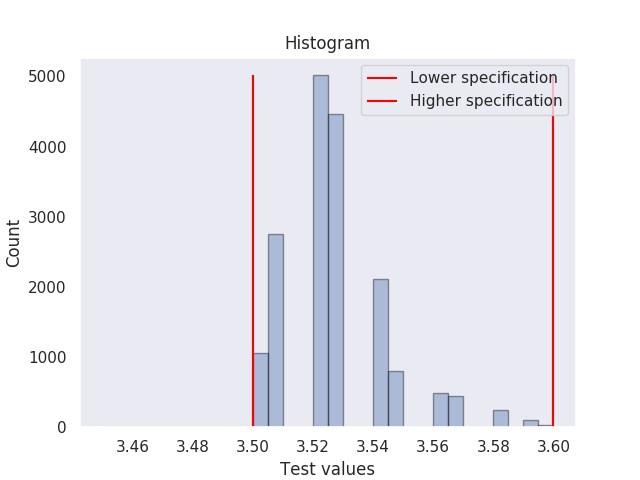 Histogram
Lower specification
Higher specification
5000
4000
3000
2000
1000
0
Count
3.46 3.48 3.50 3.52 3.54 3.56 3.58 3.60
Test values